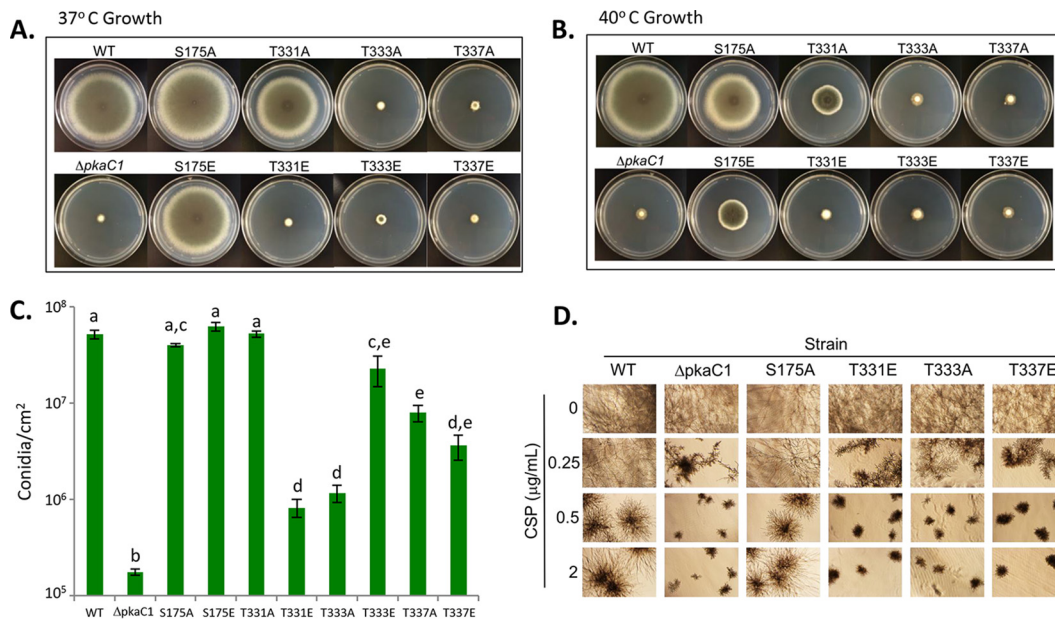 A.
37° C Growth
WT S175A T331A T333A T337A
ΔpkaC1 S175E T331E T333E T337E
B.
40° C Growth
WT S175A T331A T333A T337A
ΔpkaC1 S175E T331E T333E T337E
C.
Conidia/cm²
10⁸
10⁷
10⁶
10⁵
a b a,c a a d d c,e e d,e
WT ΔpkaC1 S175A S175E T331A T331E T333A T333E T337A T337E
D.
Strain
WT ΔpkaC1 S175A T331E T333A T337E
CSP (µg/mL)
0
0.25
0.5
2